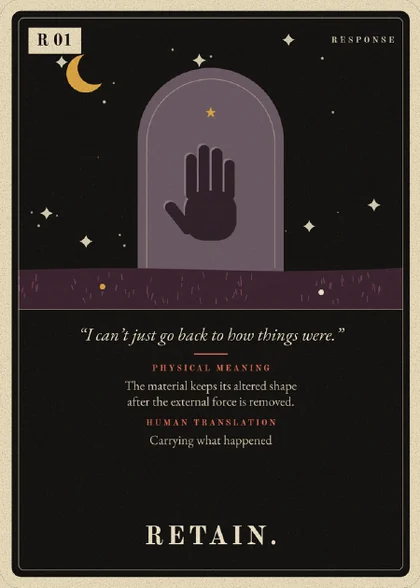 R 01
RESPONSE
“I can’t just go back to how things were.”
PHYSICAL MEANING
The material keeps its altered shape
after the external force is removed.
HUMAN TRANSLATION
Carrying what happened
RETAIN.